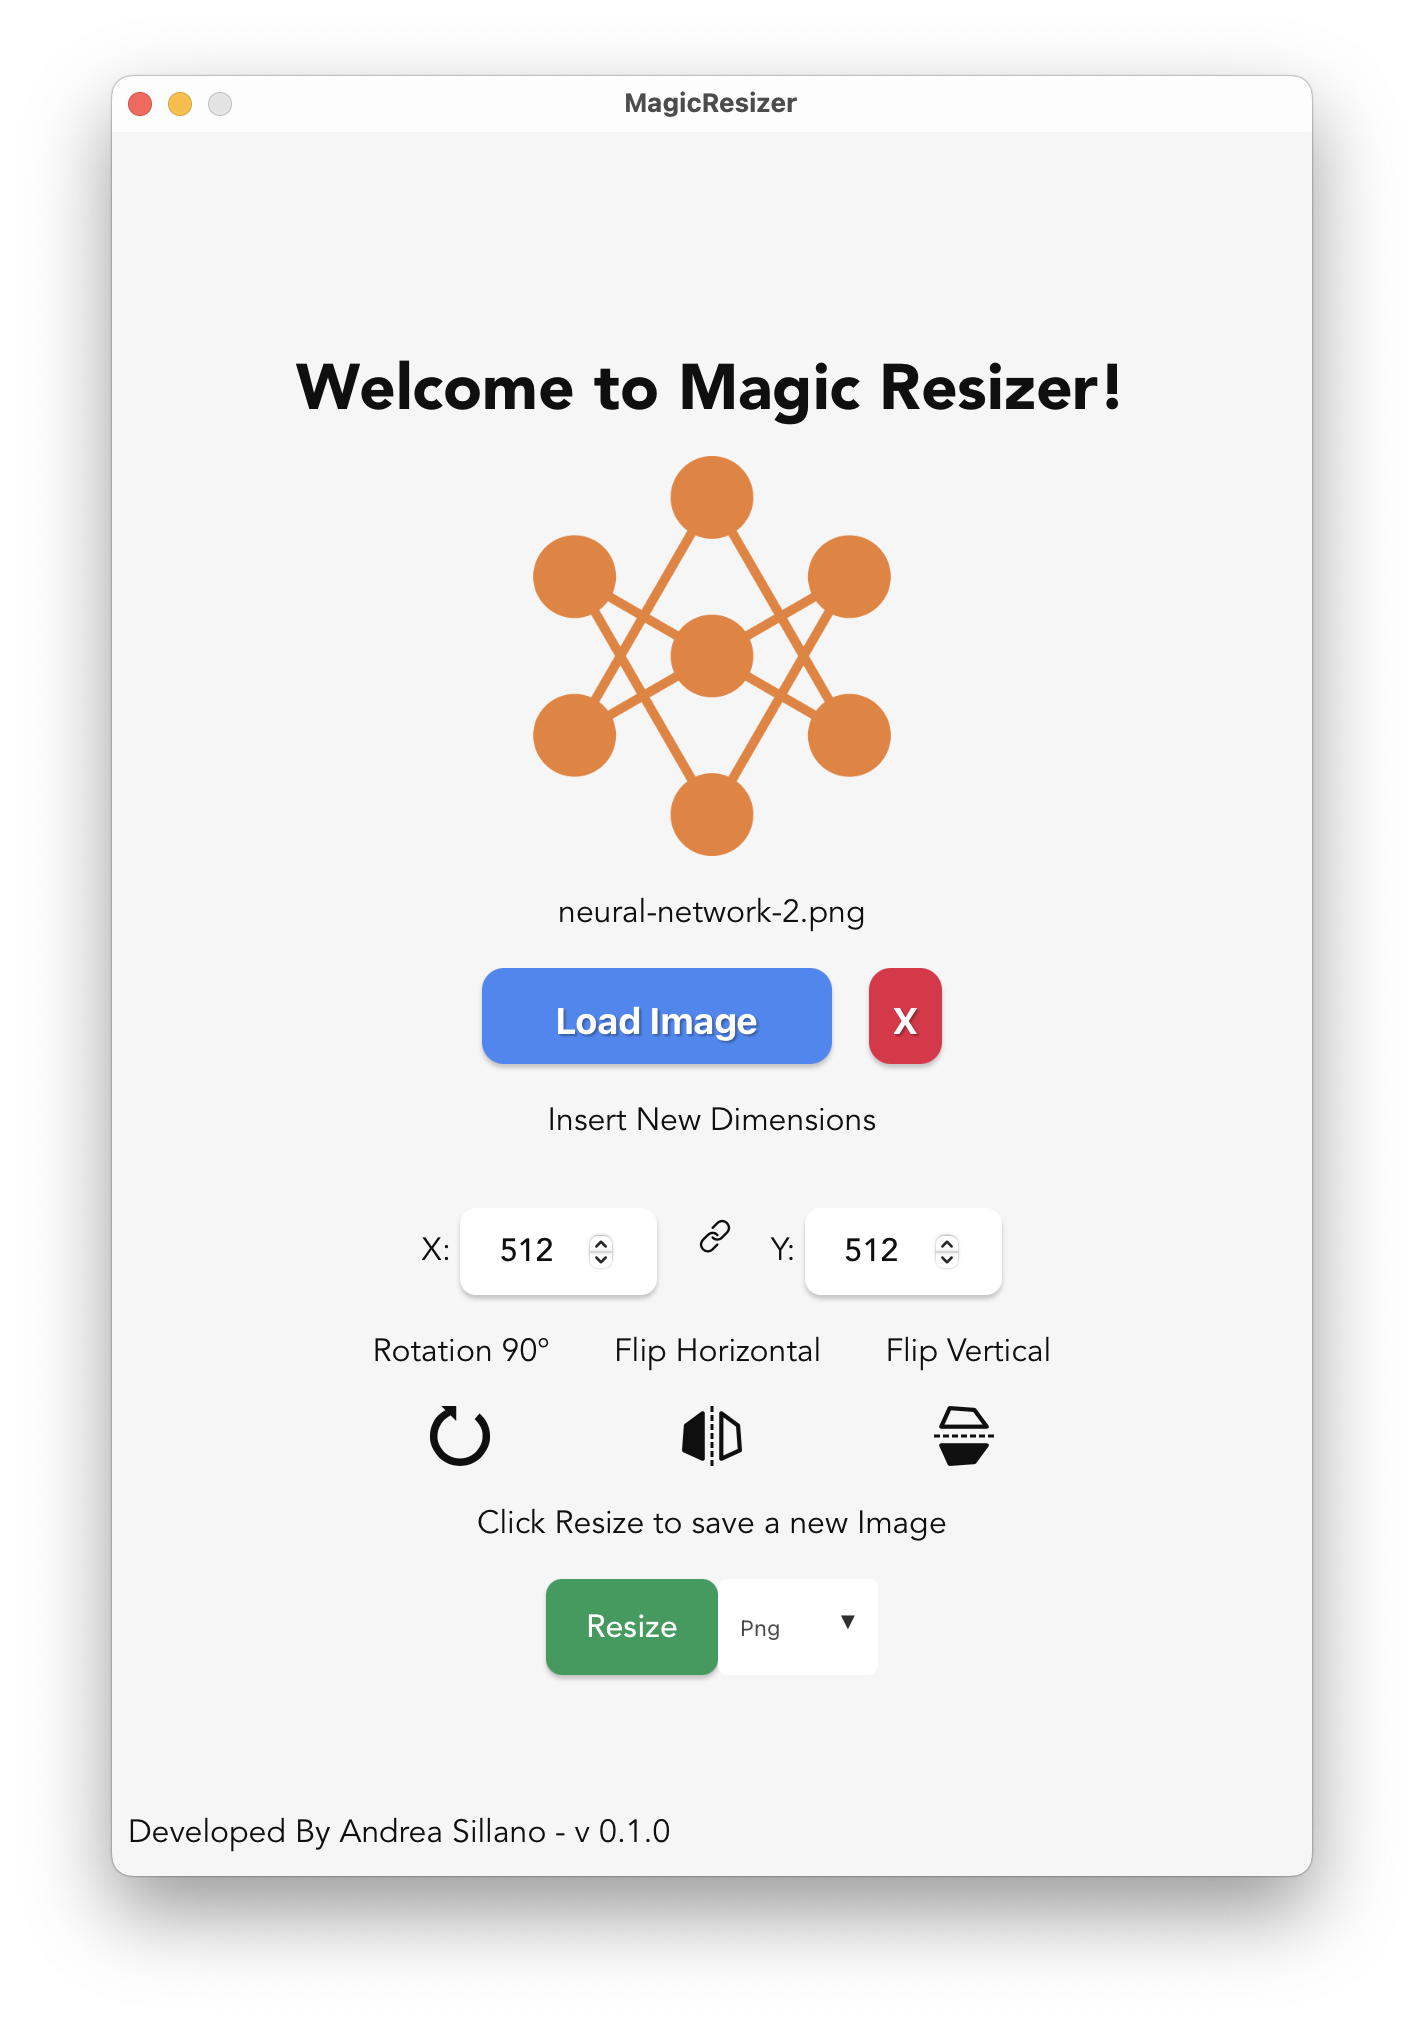 MagicResizer
Welcome to Magic Resizer!
neural-network-2.png
Load Image X
Insert New Dimensions
X: 512 Y: 512
Rotation 90° Flip Horizontal Flip Vertical
Click Resize to save a new Image
Resize Png
Developed By Andrea Sillano - v 0.1.0